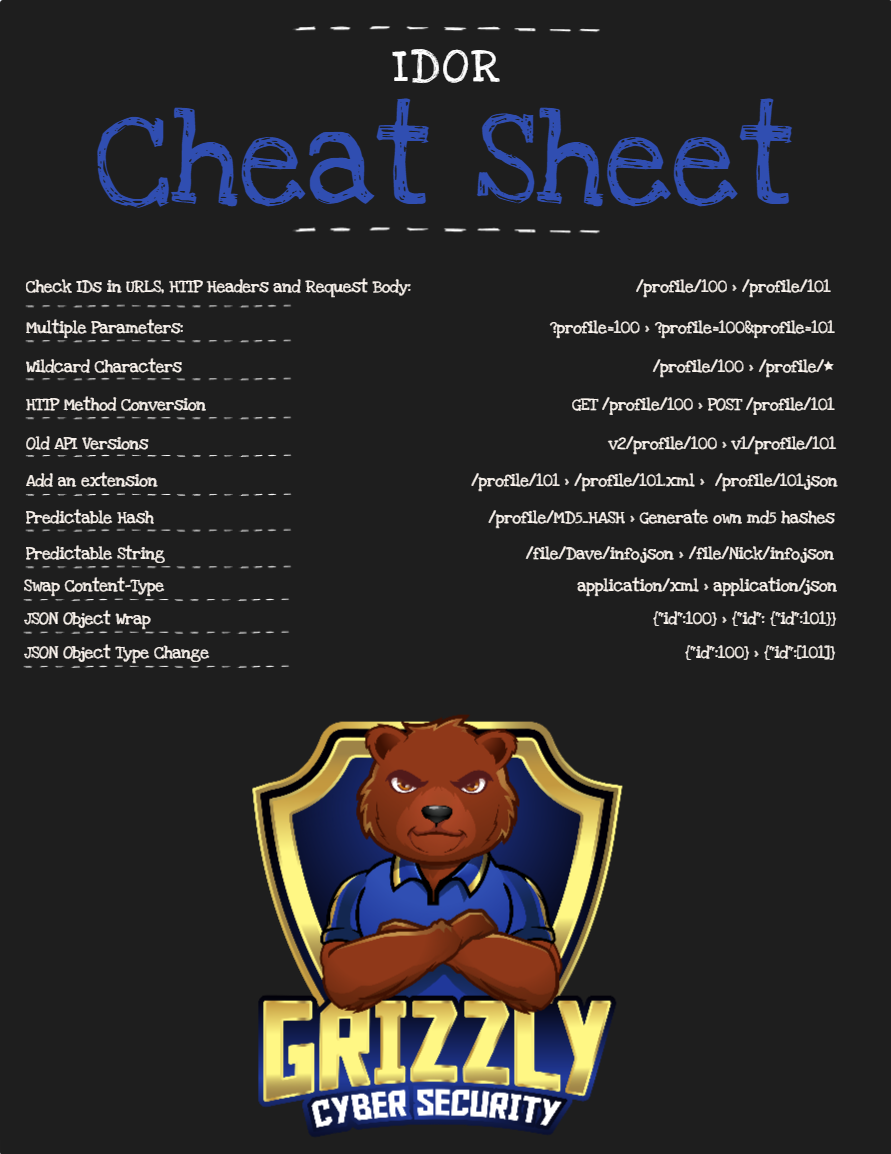 IDOR
Cheat Sheet
Check IDs in URLS, HTTP Headers and Request Body: /profile/100 › /profile/101
Multiple Parameters: ?profile=100 › ?profile=100&profile=101
Wildcard Characters /profile/100 › /profile/★
HTTP Method Conversion GET /profile/100 › POST /profile/101
Old API Versions v2/profile/100 › v1/profile/101
Add an extension /profile/101 › /profile/101.xml › /profile/101.json
Predictable Hash /profile/MD5_HASH › Generate own md5 hashes
Predictable String /file/Dave/info.json › /file/Nick/info.json
Swap Content-Type application/xml › application/json
JSON Object Wrap {"id":100} › {"id": {"id":101}}
JSON Object Type Change {"id":100} › {"id":[101]}
GRIZZLY
CYBER SECURITY